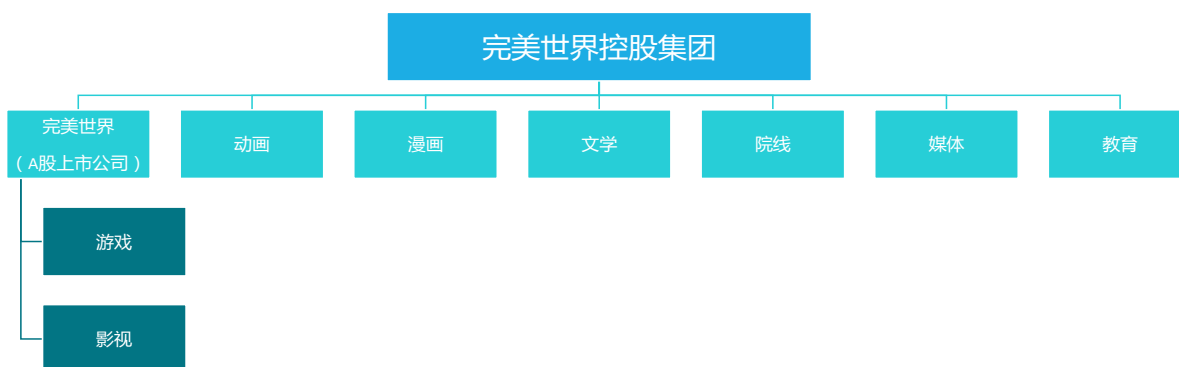 完美世界控股集团
完美世界
（A股上市公司）
动画
漫画
文学
院线
媒体
教育
游戏
影视